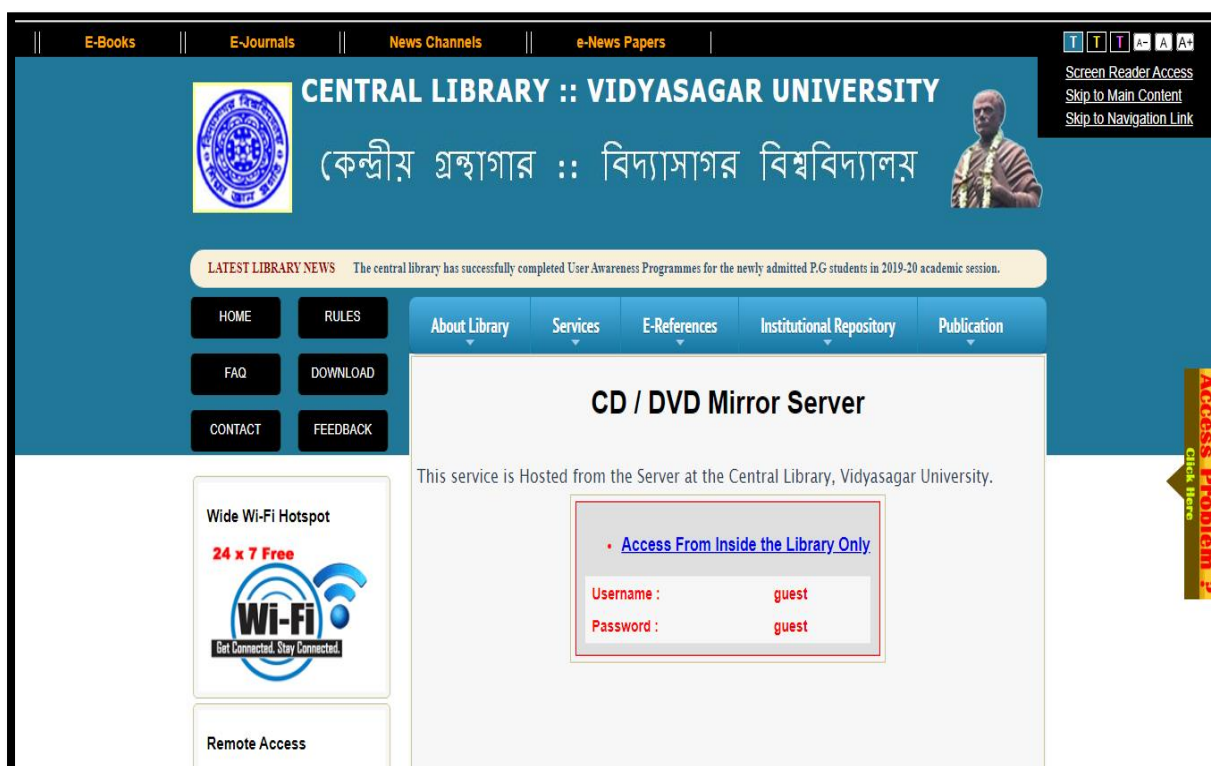 E-Books || E-Journals || News Channels || e-News Papers
T T T A- A A+
Screen Reader Access
Skip to Main Content
Skip to Navigation Link
CENTRAL LIBRARY :: VIDYASAGAR UNIVERSITY
কেন্দ্রীয় গ্রন্থাগার :: বিদ্যাসাগর বিশ্ববিদ্যালয়
LATEST LIBRARY NEWS The central library has successfully completed User Awareness Programmes for the newly admitted P.G students in 2019-20 academic session.
HOME RULES
FAQ DOWNLOAD
CONTACT FEEDBACK
About Library Services E-References Institutional Repository Publication
CD / DVD Mirror Server
This service is Hosted from the Server at the Central Library, Vidyasagar University.
Access From Inside the Library Only
Username : guest
Password : guest
Wide Wi-Fi Hotspot
24 x 7 Free
Wi-Fi
Get Connected. Stay Connected.
Remote Access
Access Problem ?
Click Here